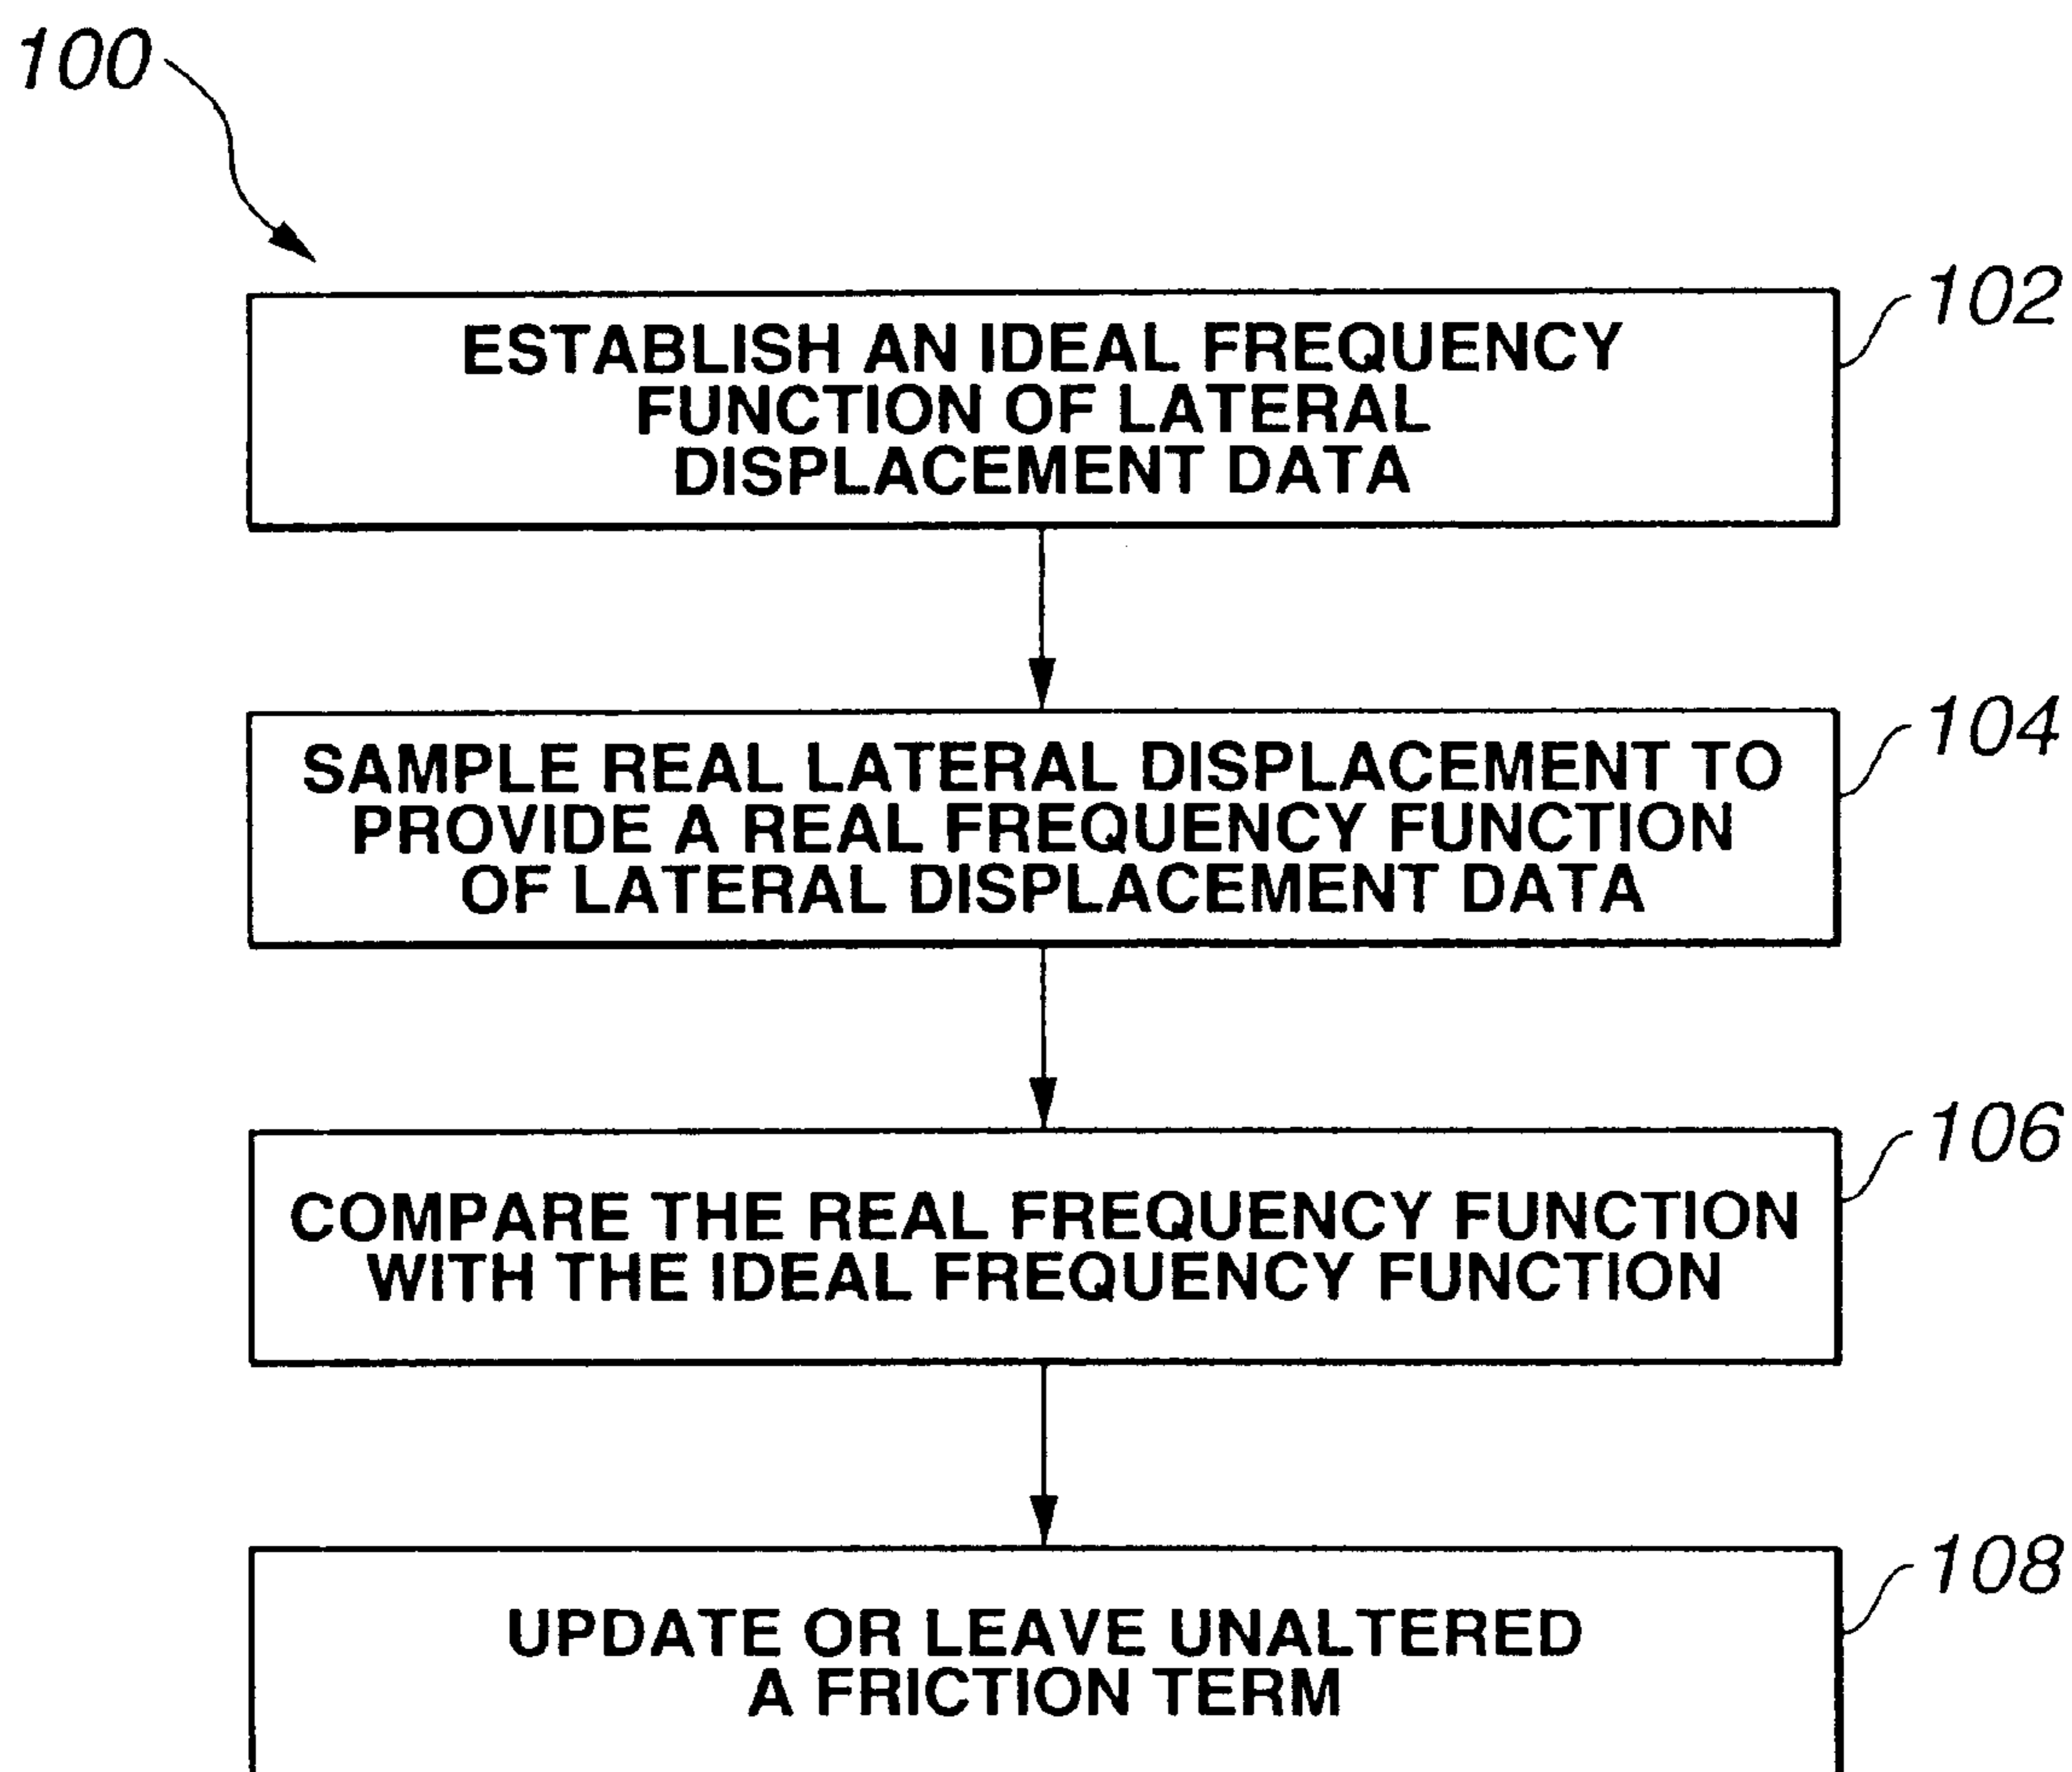 100
102
ESTABLISH AN IDEAL FREQUENCY
FUNCTION OF LATERAL
DISPLACEMENT DATA
104
SAMPLE REAL LATERAL DISPLACEMENT TO
PROVIDE A REAL FREQUENCY FUNCTION
OF LATERAL DISPLACEMENT DATA
106
COMPARE THE REAL FREQUENCY FUNCTION
WITH THE IDEAL FREQUENCY FUNCTION
108
UPDATE OR LEAVE UNALTERED
A FRICTION TERM